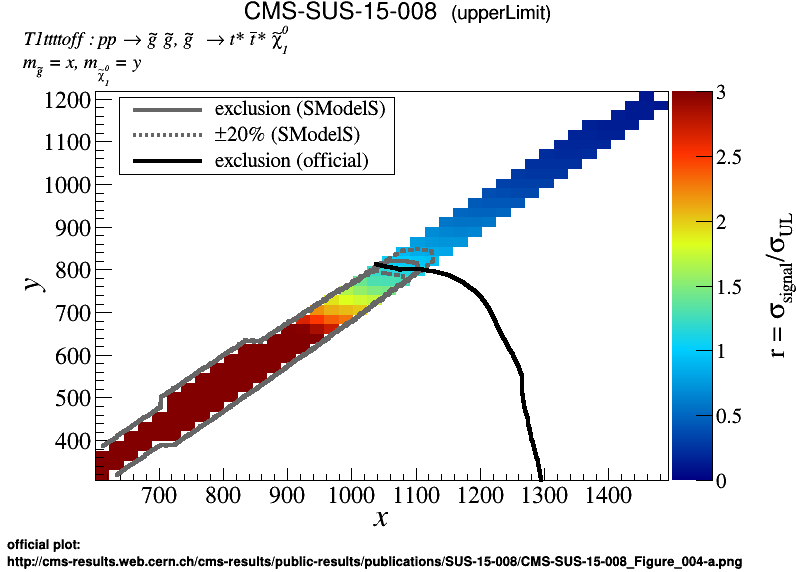 CMS-SUS-15-008 (upperLimit)
T1ttttoff : pp → g̃ g̃, g̃ → t* t̄* χ̃⁰₁
m_g̃ = x, m_χ̃⁰₁ = y
exclusion (SModelS)
±20% (SModelS)
exclusion (official)
1200
1100
1000
900
800
700
600
500
400
y
700 800 900 1000 1100 1200 1300 1400
x
3
2.5
2
1.5
1
0.5
0
r = σ_signal/σ_UL
official plot:
http://cms-results.web.cern.ch/cms-results/public-results/publications/SUS-15-008/CMS-SUS-15-008_Figure_004-a.png